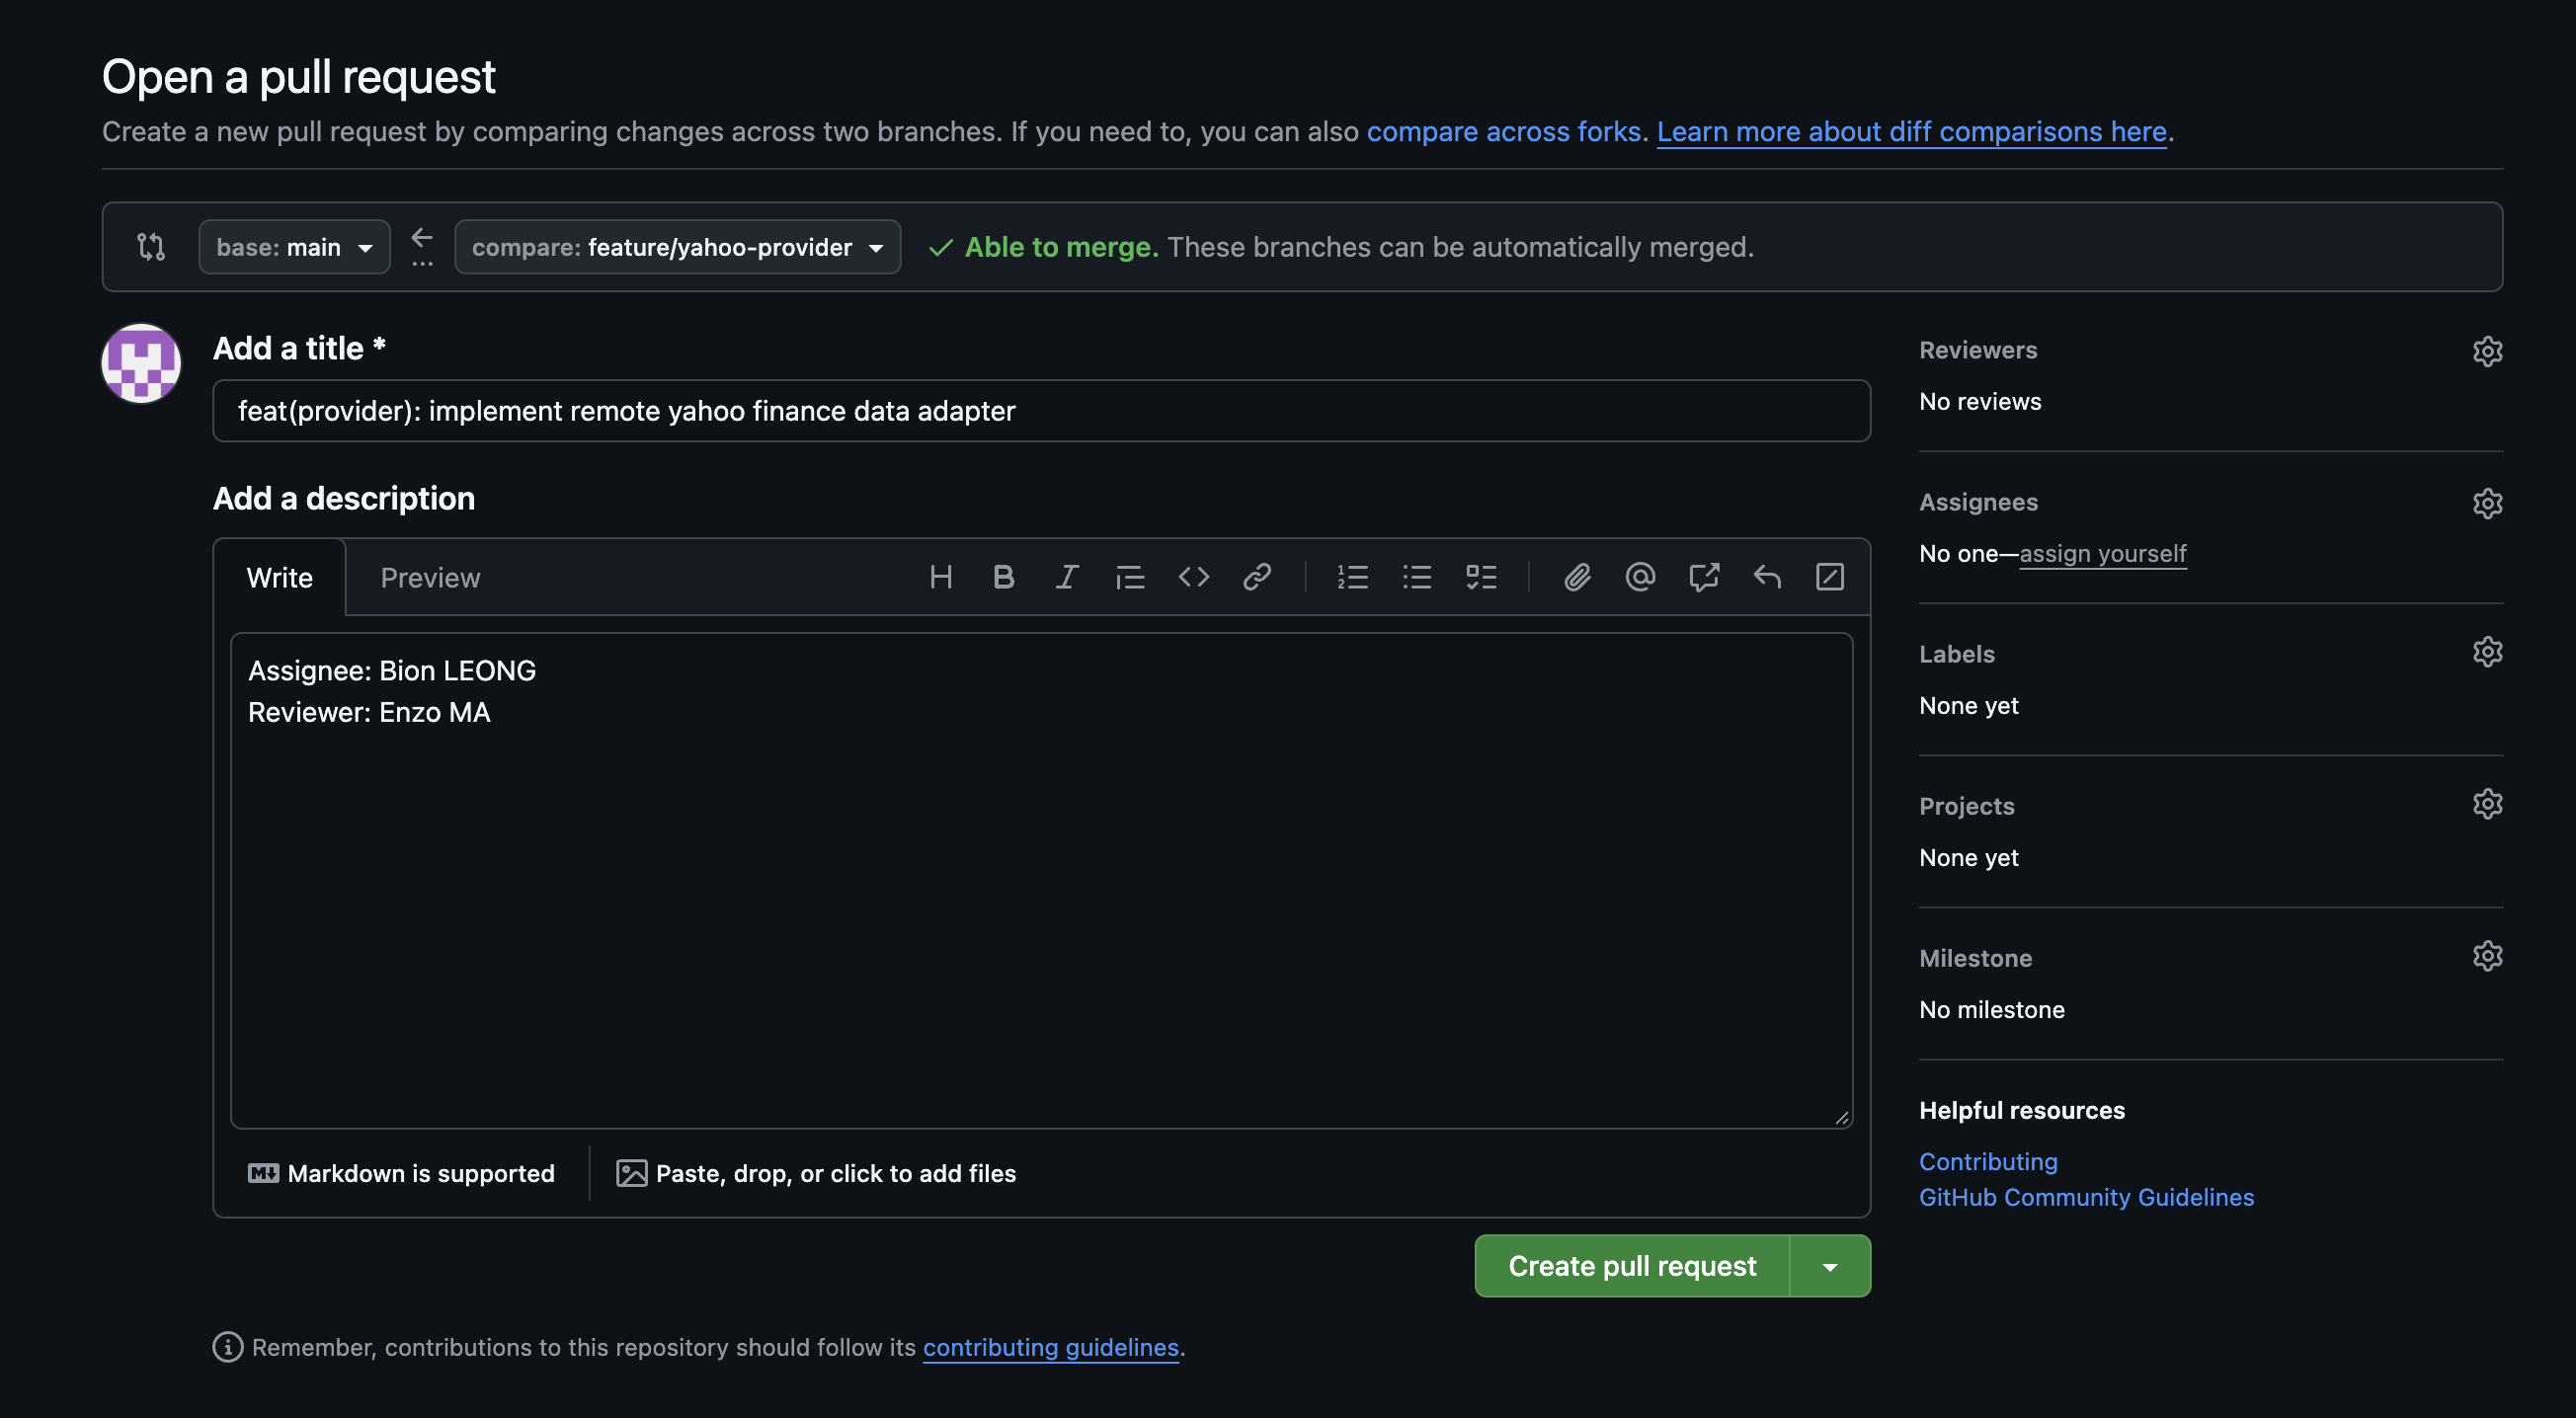 Open a pull request
Create a new pull request by comparing changes across two branches. If you need to, you can also compare across forks. Learn more about diff comparisons here.
base: main
compare: feature/yahoo-provider
Able to merge. These branches can be automatically merged.
Add a title *
feat(provider): implement remote yahoo finance data adapter
Add a description
Write
Preview
Assignee: Bion LEONG
Reviewer: Enzo MA
Markdown is supported
Paste, drop, or click to add files
Create pull request
Remember, contributions to this repository should follow its contributing guidelines.
Reviewers
No reviews
Assignees
No one—assign yourself
Labels
None yet
Projects
None yet
Milestone
No milestone
Helpful resources
Contributing
GitHub Community Guidelines